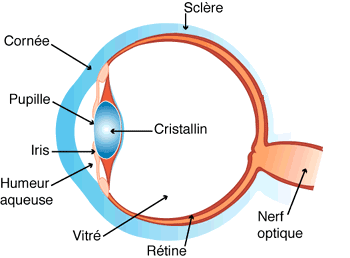 Sclère
Cornée
Pupille
Cristallin
Iris
Humeur
aqueuse
Vitré
Rétine
Nerf
optique